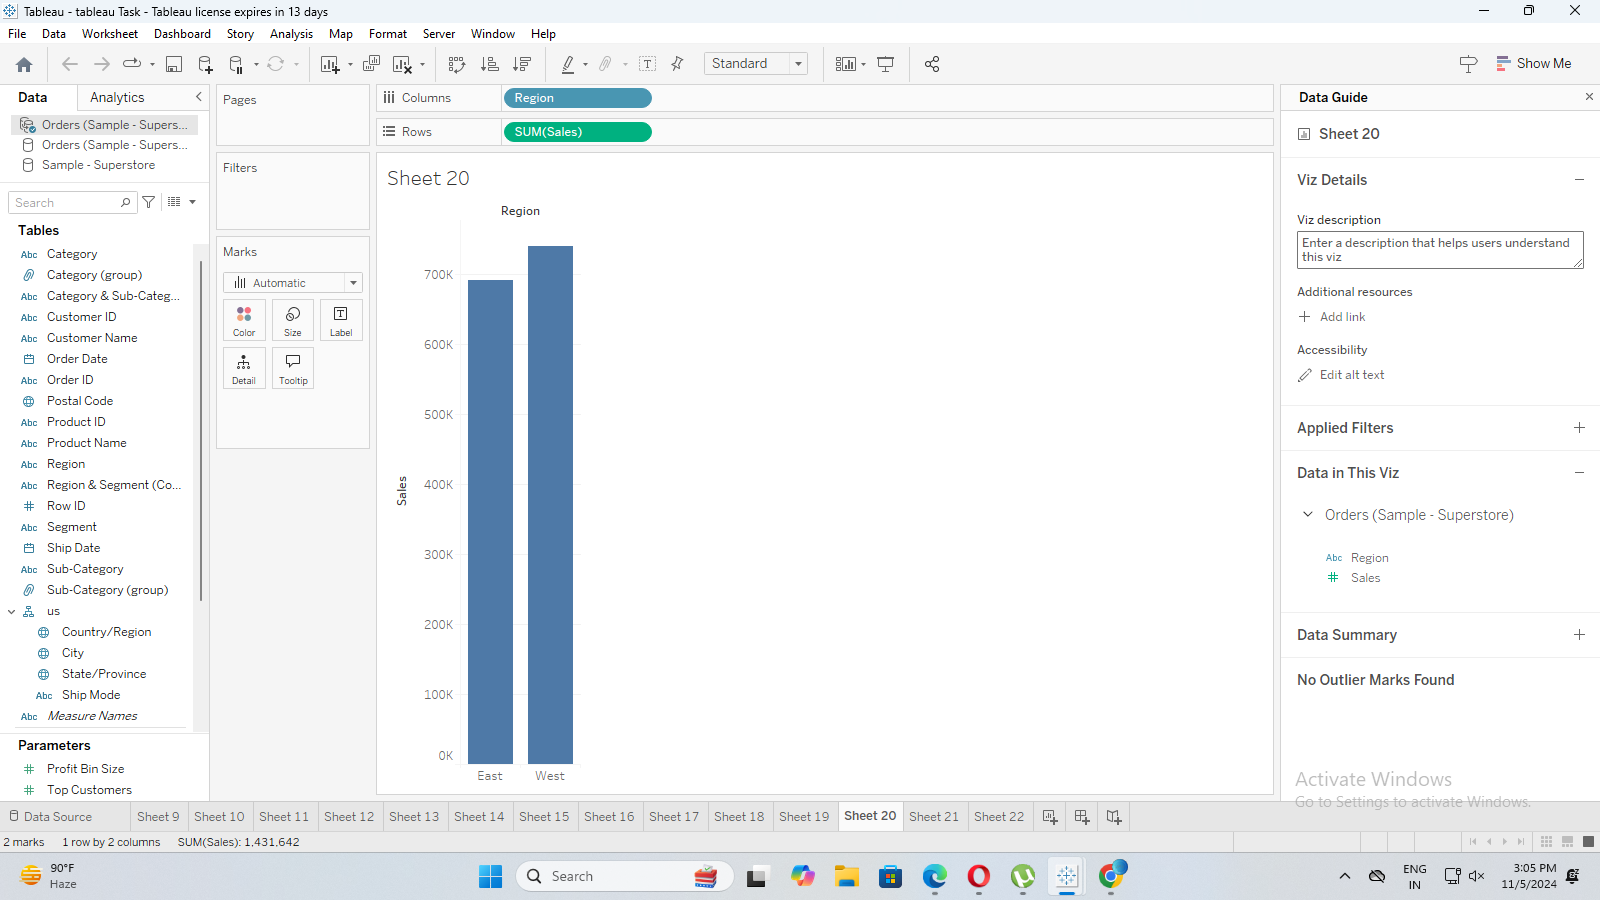 Tableau - tableau Task - Tableau license expires in 13 days
File Data Worksheet Dashboard Story Analysis Map Format Server Window Help
Standard
Show Me
Data Analytics
Orders (Sample - Supers...
Orders (Sample - Supers...
Sample - Superstore
Search
Tables
Abc Category
Category (group)
Abc Category & Sub-Categ...
Abc Customer ID
Abc Customer Name
Order Date
Abc Order ID
Postal Code
Abc Product ID
Abc Product Name
Abc Region
Abc Region & Segment (Co...
Row ID
Abc Segment
Ship Date
Abc Sub-Category
Sub-Category (group)
us
Country/Region
City
State/Province
Abc Ship Mode
Abc Measure Names
Parameters
Profit Bin Size
Top Customers
Pages
Filters
Marks
Automatic
Color Size Label
Detail Tooltip
Columns Region
Rows SUM(Sales)
Sheet 20
Region
700K
600K
500K
400K
300K
200K
100K
0K
Sales
East West
Data Guide
Sheet 20
Viz Details
Viz description
Enter a description that helps users understand
this viz
Additional resources
Add link
Accessibility
Edit alt text
Applied Filters
Data in This Viz
Orders (Sample - Superstore)
Abc Region
Sales
Data Summary
No Outlier Marks Found
Activate Windows
Go to Settings to activate Windows.
Data Source Sheet 9 Sheet 10 Sheet 11 Sheet 12 Sheet 13 Sheet 14 Sheet 15 Sheet 16 Sheet 17 Sheet 18 Sheet 19 Sheet 20 Sheet 21 Sheet 22
2 marks 1 row by 2 columns SUM(Sales): 1,431,642
90°F
Haze
Search
ENG
IN
3:05 PM
11/5/2024